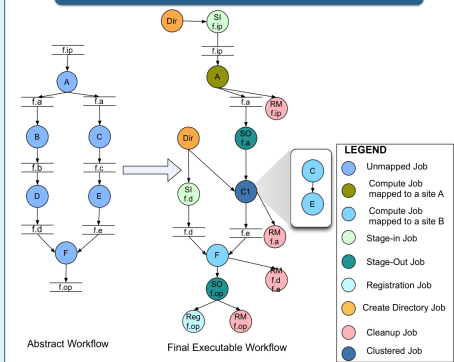 Dir
SI
f.ip
f.ip
f.ip
A
A
f.a
f.a
f.a
RM
f.ip
B
C
Dir
SO
f.a
f.b
f.c
D
E
SI
f.d
C1
C
E
f.d
f.e
f.d
f.e
RM
f.a
F
F
RM
f.d
f.e
f.op
SO
f.op
Reg
f.op
RM
f.op
Abstract Workflow
Final Executable Workflow
LEGEND
Unmapped Job
Compute Job
mapped to a site A
Compute Job
mapped to a site B
Stage-in Job
Stage-Out Job
Registration Job
Create Directory Job
Cleanup Job
Clustered Job